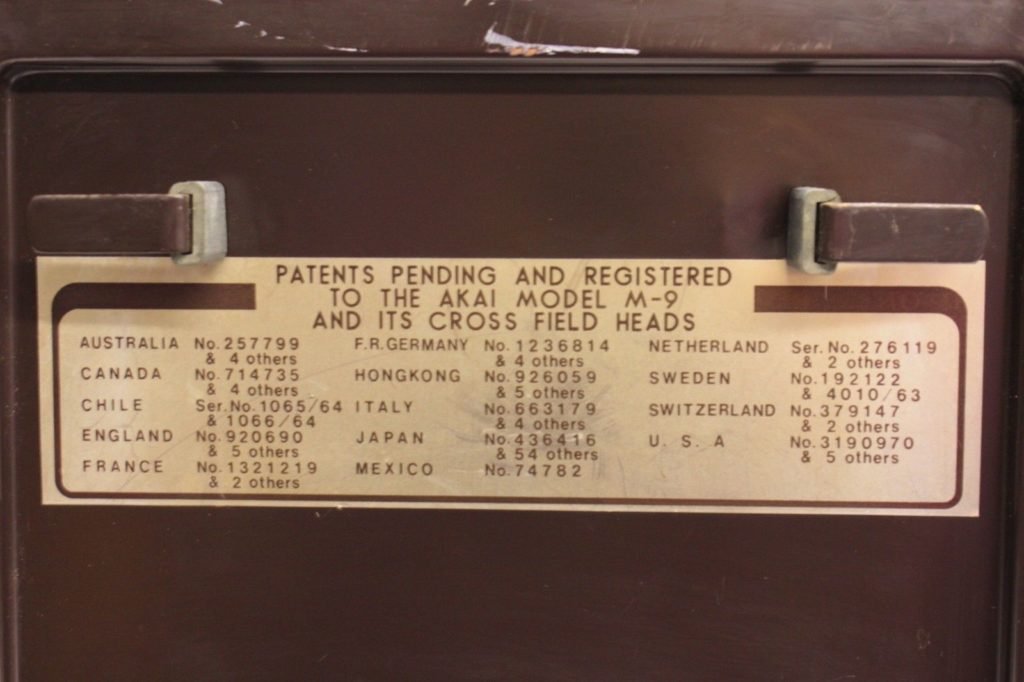 PATENTS PENDING AND REGISTERED
TO THE AKAI MODEL M-9
AND ITS CROSS FIELD HEADS
AUSTRALIA No. 257799
& 4 others
CANADA No. 714735
& 4 others
CHILE Ser. No. 1065/64
& 1066/64
ENGLAND No. 920690
& 5 others
FRANCE No. 1321219
& 2 others
F.R.GERMANY No. 1236814
& 4 others
HONGKONG No. 926059
& 5 others
ITALY No. 663179
& 4 others
JAPAN No. 436416
& 54 others
MEXICO No. 74782
NETHERLAND Ser. No. 276119
& 2 others
SWEDEN No. 192122
& 4010/63
SWITZERLAND No. 379147
& 2 others
U. S. A No. 3190970
& 5 others